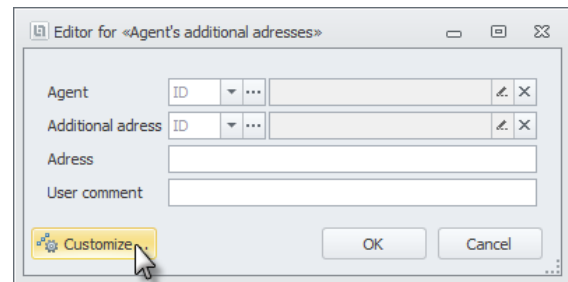 Editor for «Agent's additional adresses»
Agent ID
Additional adress ID
Adress
User comment
Customize...
OK Cancel